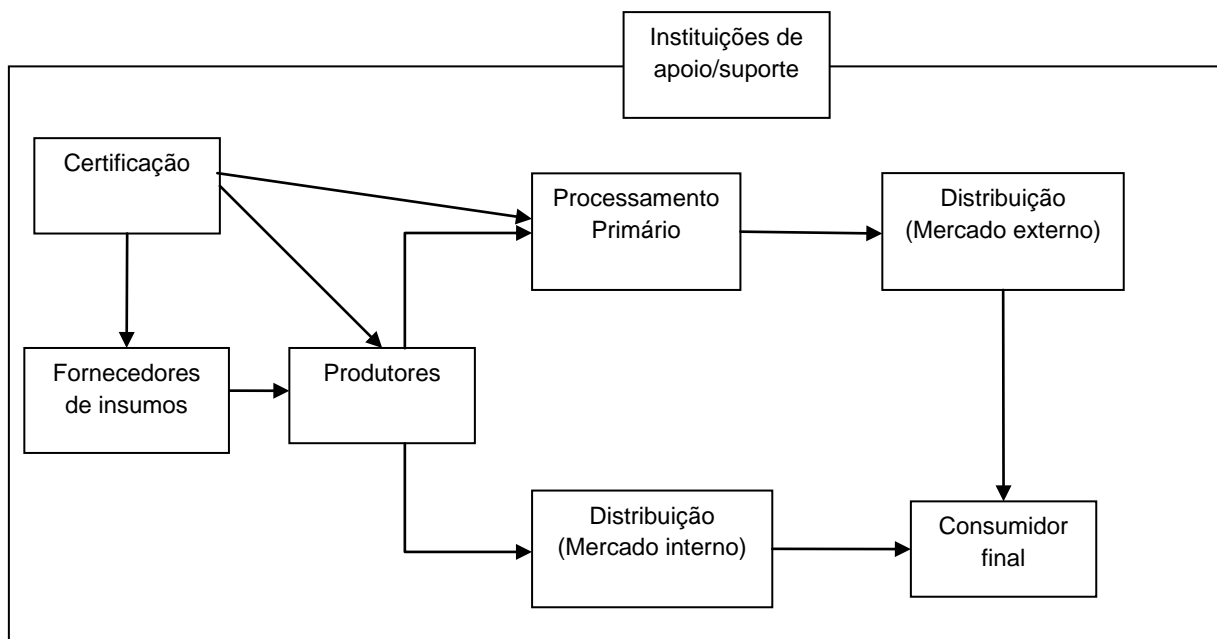 Instituições de
apoio/suporte
Certificação
Processamento
Primário
Distribuição
(Mercado externo)
Fornecedores
de insumos
Produtores
Distribuição
(Mercado interno)
Consumidor
final